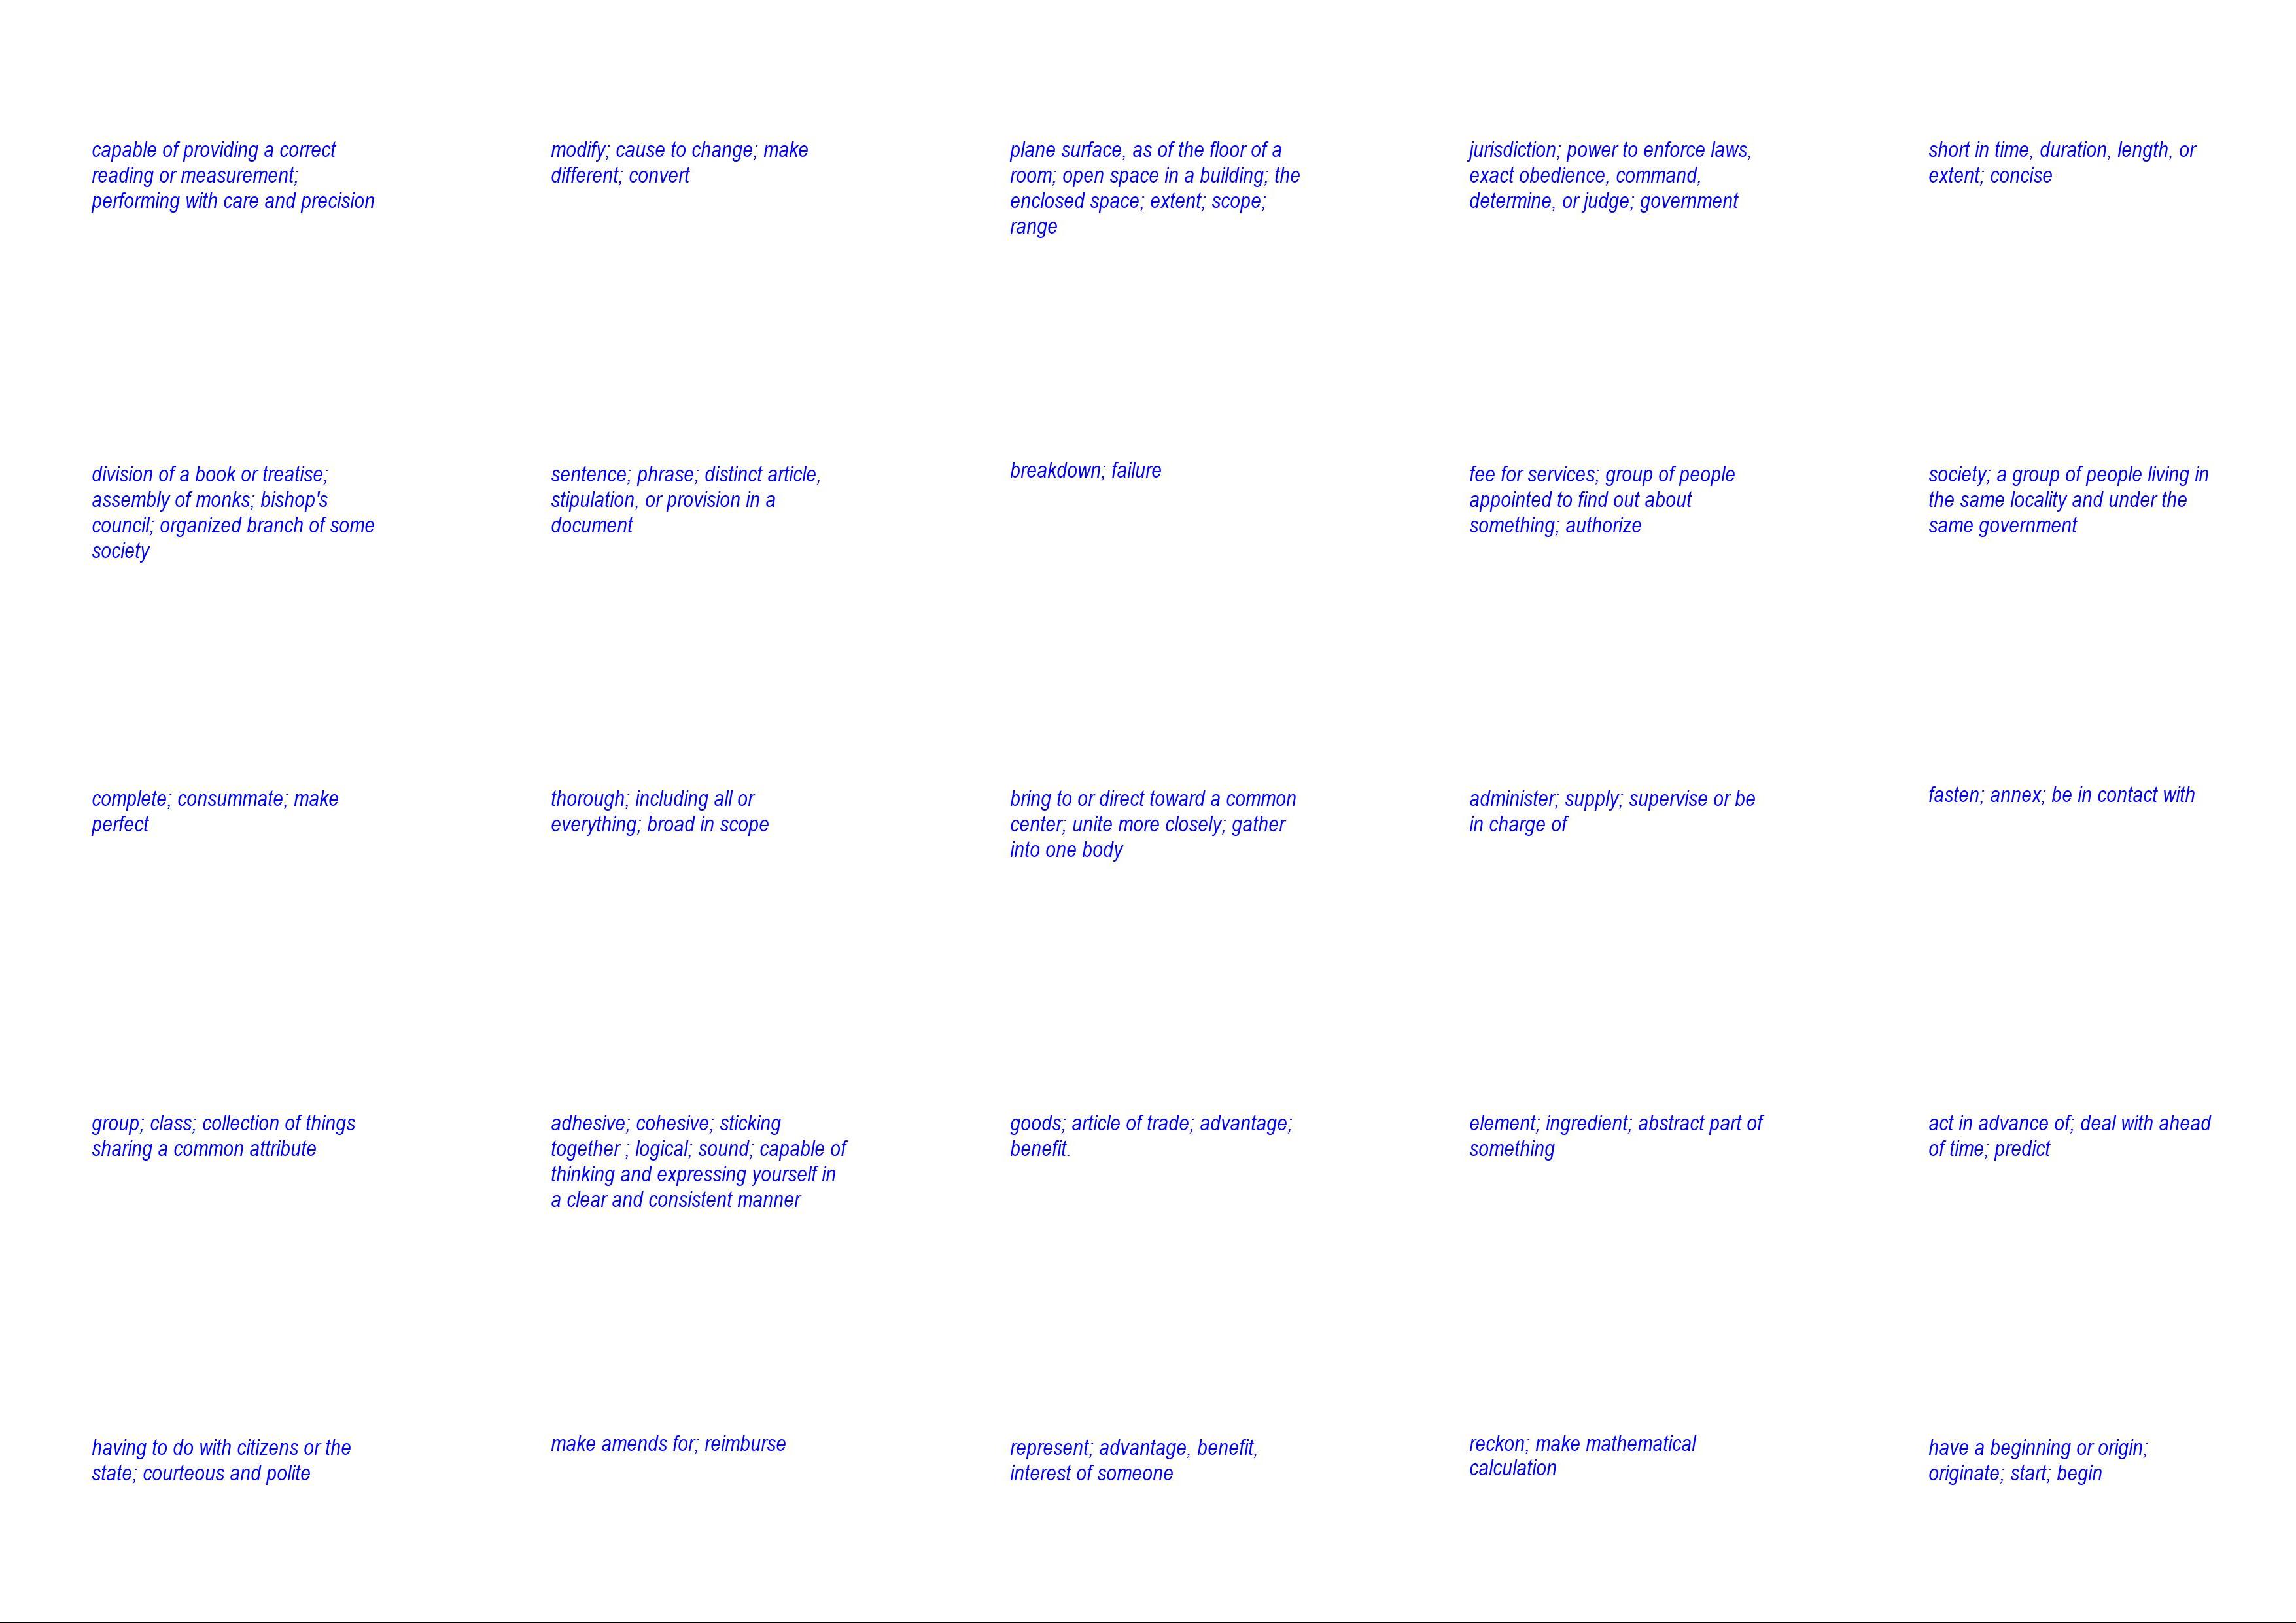 capable of providing a correct
reading or measurement;
performing with care and precision
modify; cause to change; make
different; convert
plane surface, as of the floor of a
room; open space in a building; the
enclosed space; extent; scope;
range
jurisdiction; power to enforce laws,
exact obedience, command,
determine, or judge; government
short in time, duration, length, or
extent; concise
division of a book or treatise;
assembly of monks; bishop's
council; organized branch of some
society
sentence; phrase; distinct article,
stipulation, or provision in a
document
breakdown; failure
fee for services; group of people
appointed to find out about
something; authorize
society; a group of people living in
the same locality and under the
same government
complete; consummate; make
perfect
thorough; including all or
everything; broad in scope
bring to or direct toward a common
center; unite more closely; gather
into one body
administer; supply; supervise or be
in charge of
fasten; annex; be in contact with
group; class; collection of things
sharing a common attribute
adhesive; cohesive; sticking
together ; logical; sound; capable of
thinking and expressing yourself in
a clear and consistent manner
goods; article of trade; advantage;
benefit.
element; ingredient; abstract part of
something
act in advance of; deal with ahead
of time; predict
having to do with citizens or the
state; courteous and polite
make amends for; reimburse
represent; advantage, benefit,
interest of someone
reckon; make mathematical
calculation
have a beginning or origin;
originate; start; begin